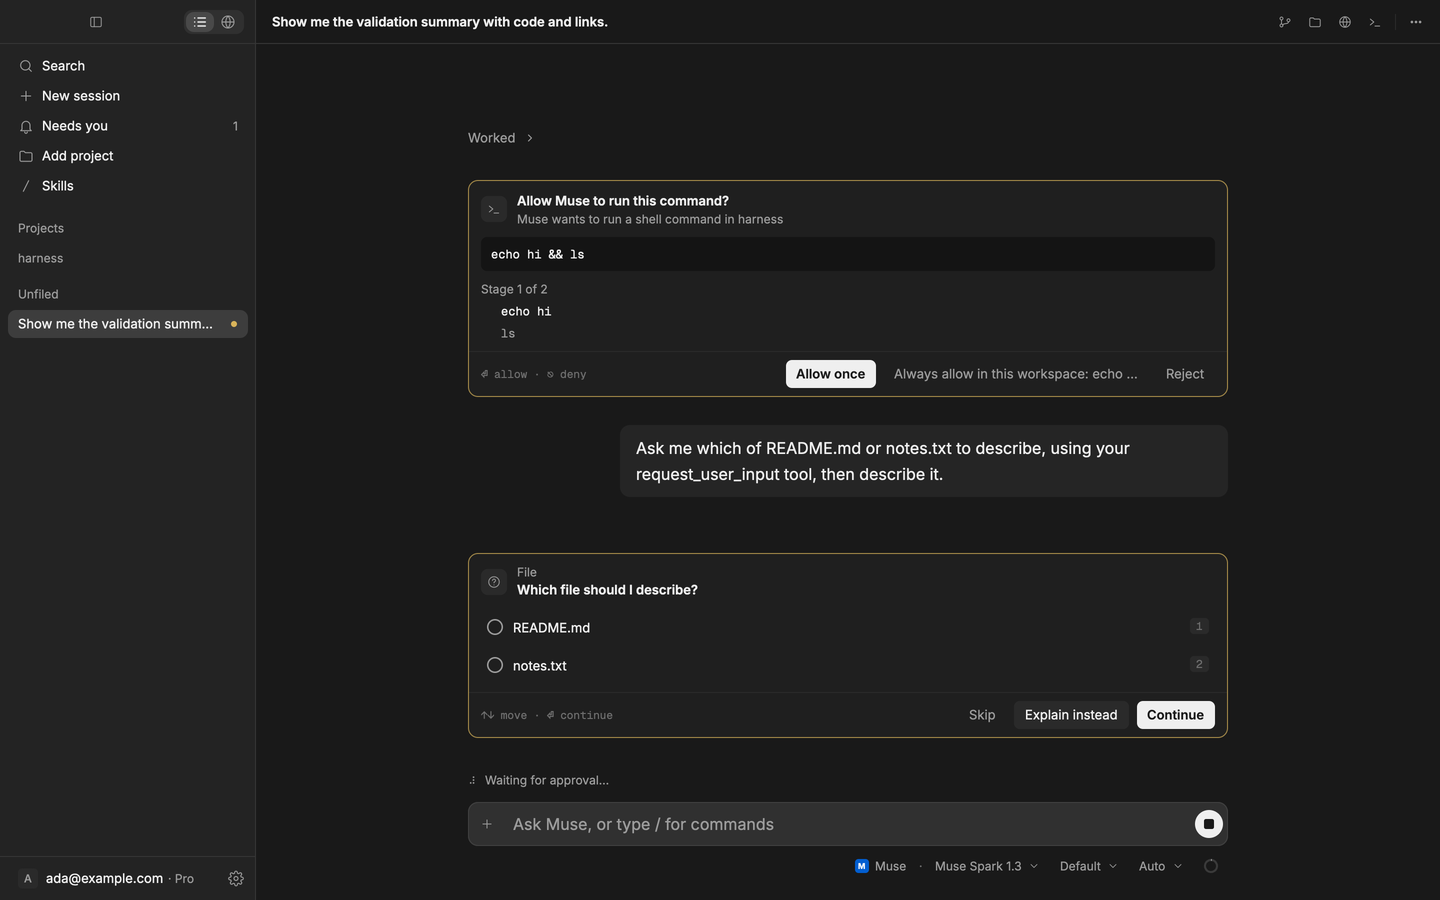 Show me the validation summary with code and links.
Search
New session
Needs you 1
Add project
Skills
Projects
harness
Unfiled
Show me the validation summ...
A ada@example.com · Pro
Worked
Allow Muse to run this command?
Muse wants to run a shell command in harness
echo hi && ls
Stage 1 of 2
echo hi
ls
allow · deny
Allow once
Always allow in this workspace: echo ...
Reject
Ask me which of README.md or notes.txt to describe, using your
request_user_input tool, then describe it.
File
Which file should I describe?
README.md 1
notes.txt 2
move · continue
Skip
Explain instead
Continue
Waiting for approval...
Ask Muse, or type / for commands
M Muse · Muse Spark 1.3 Default Auto